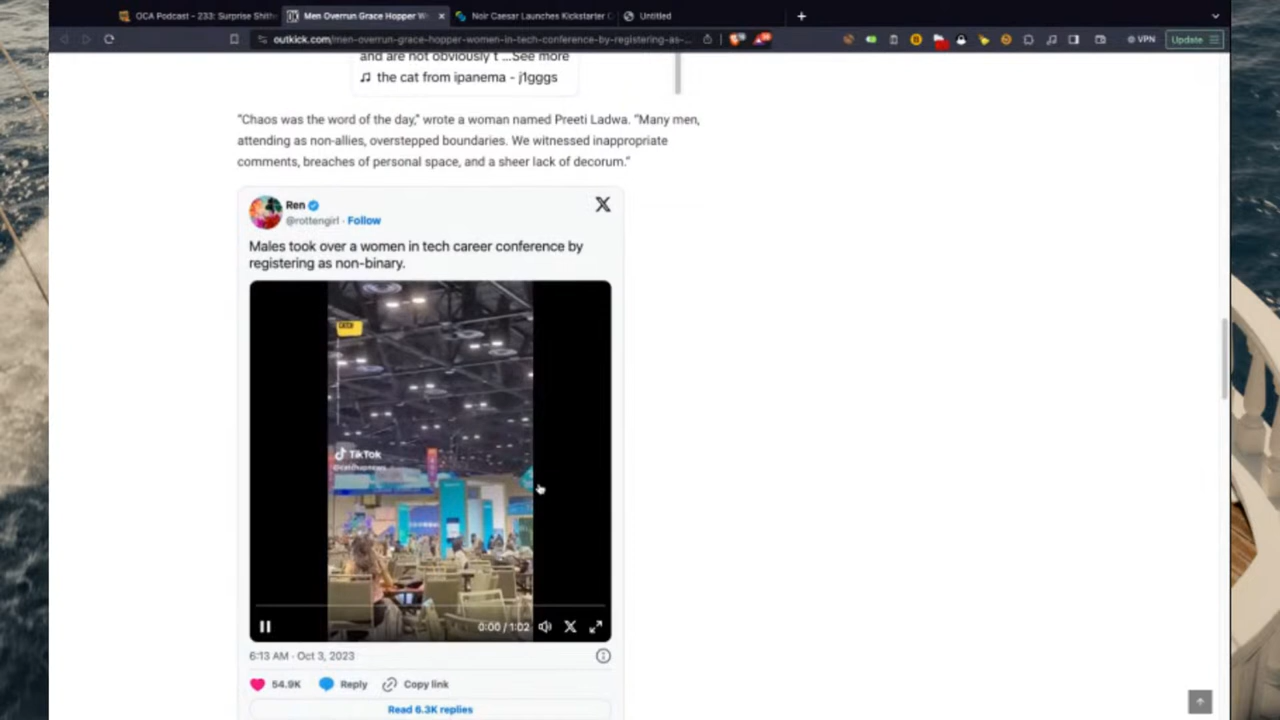 OCA Podcast - 233: Surprise Shitt
Men Overrun Grace Hopper W
Noir Caesar Launches Kickstarter C
Untitled
outkick.com/men-overrun-grace-hopper-women-in-tech-conference-by-registering-as-...
VPN
Update
and are not obviously t ...See more
the cat from ipanema - j1gggs
“Chaos was the word of the day,” wrote a woman named Preeti Ladwa. “Many men,
attending as non-allies, overstepped boundaries. We witnessed inappropriate
comments, breaches of personal space, and a sheer lack of decorum.”
Ren
@rottengirl · Follow
Males took over a women in tech career conference by
registering as non-binary.
TikTok
0:00 / 1:02
6:13 AM · Oct 3, 2023
54.9K
Reply
Copy link
Read 6.3K replies